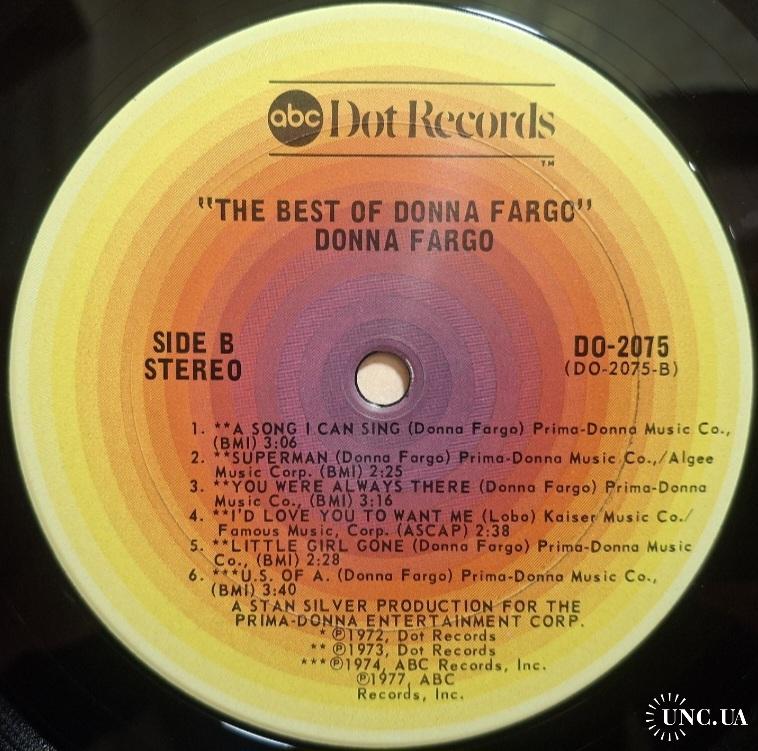 abc Dot Records
TM
"THE BEST OF DONNA FARGO"
DONNA FARGO
SIDE B
STEREO
DO-2075
(DO-2075-B)
1. **A SONG I CAN SING (Donna Fargo) Prima-Donna Music Co.,
(BMI) 3:06
2. **SUPERMAN (Donna Fargo) Prima-Donna Music Co.,/Algee
Music Corp. (BMI) 2:25
3. **YOU WERE ALWAYS THERE (Donna Fargo) Prima-Donna
Music Co., (BMI) 3:16
4. **I'D LOVE YOU TO WANT ME (Lobo) Kaiser Music Co./
Famous Music, Corp. (ASCAP) 2:38
5. **LITTLE GIRL GONE (Donna Fargo) Prima-Donna Music
Co., (BMI) 2:28
6. ***U.S. OF A. (Donna Fargo) Prima-Donna Music Co.,
(BMI) 3:40
A STAN SILVER PRODUCTION FOR THE
PRIMA-DONNA ENTERTAINMENT CORP.
* ℗1972, Dot Records
** ℗1973, Dot Records
***℗1974, ABC Records, Inc.
℗1977, ABC
Records, Inc.
UNC.UA